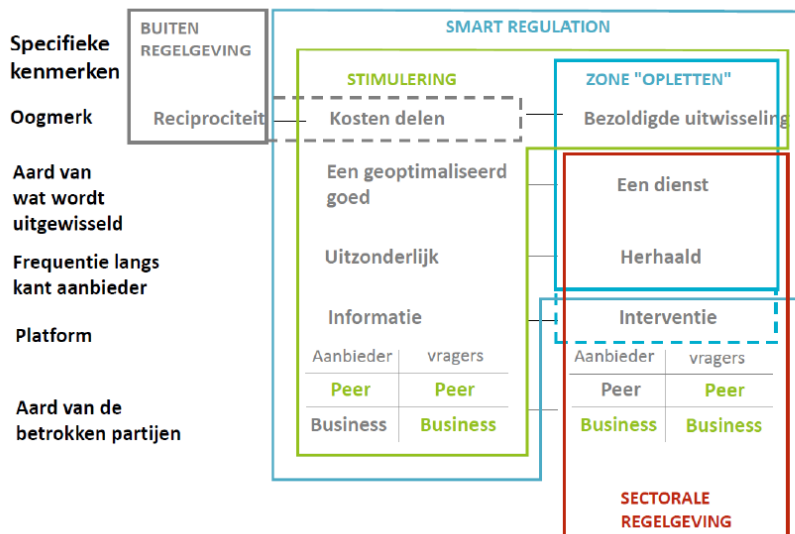 BUITEN
REGELGEVING
SMART REGULATION
Specifieke
kenmerken
STIMULERING
ZONE "OPLETTEN"
Oogmerk
Reciprociteit
Kosten delen
Bezoldigde uitwisseling
Aard van
wat wordt
uitgewisseld
Een geoptimaliseerd
goed
Een dienst
Frequentie langs
kant aanbieder
Uitzonderlijk
Herhaald
Platform
Informatie
Interventie
Aanbieder
vragers
Aanbieder
vragers
Peer
Peer
Peer
Peer
Aard van de
betrokken partijen
Business
Business
Business
Business
SECTORALE
REGELGEVING